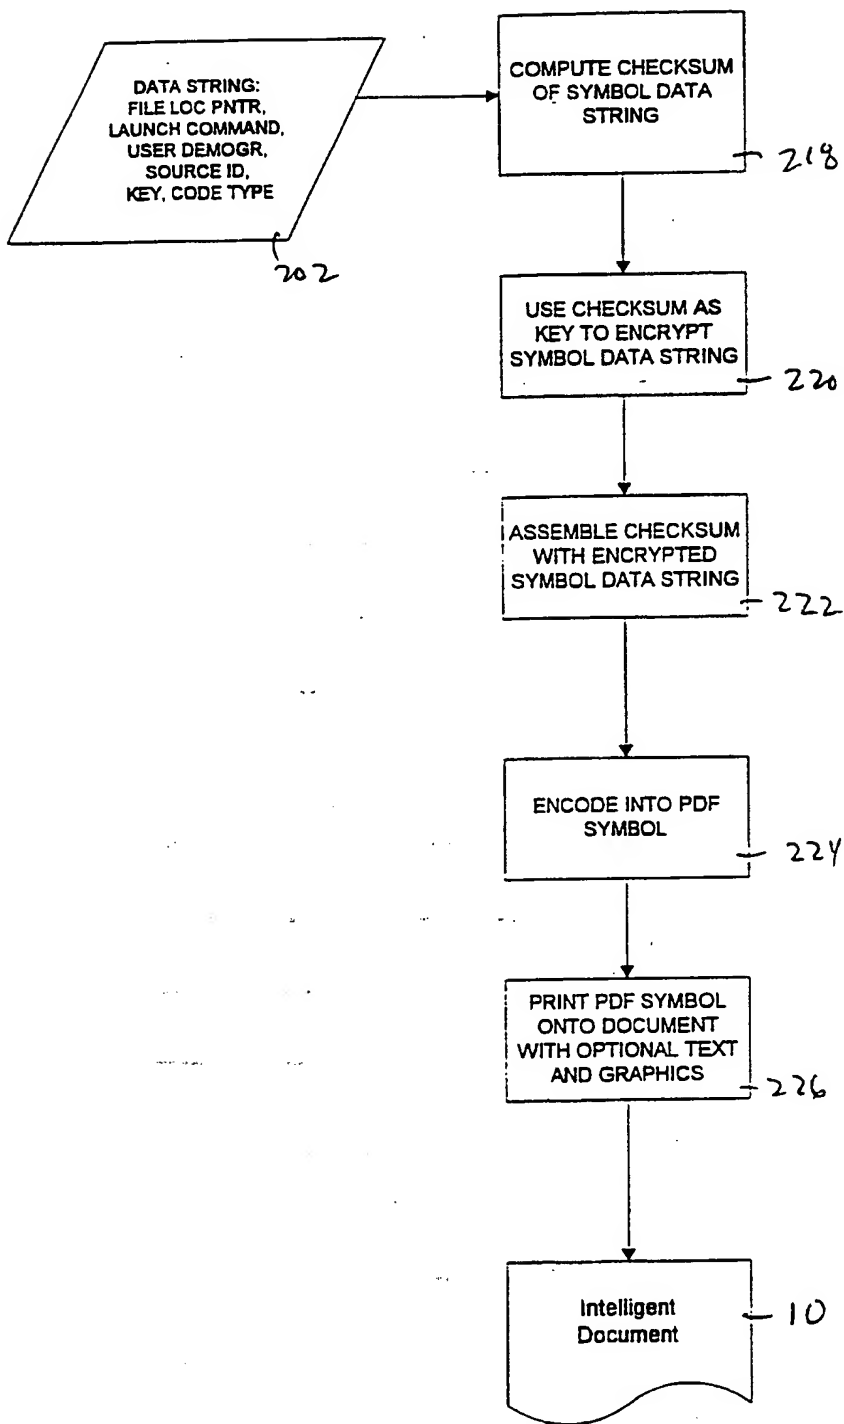 DATA STRING:
FILE LOC PNTR,
LAUNCH COMMAND,
USER DEMOGR,
SOURCE ID,
KEY, CODE TYPE
202
COMPUTE CHECKSUM
OF SYMBOL DATA
STRING
218
USE CHECKSUM AS
KEY TO ENCRYPT
SYMBOL DATA STRING
220
ASSEMBLE CHECKSUM
WITH ENCRYPTED
SYMBOL DATA STRING
222
ENCODE INTO PDF
SYMBOL
224
PRINT PDF SYMBOL
ONTO DOCUMENT
WITH OPTIONAL TEXT
AND GRAPHICS
226
Intelligent
Document
10